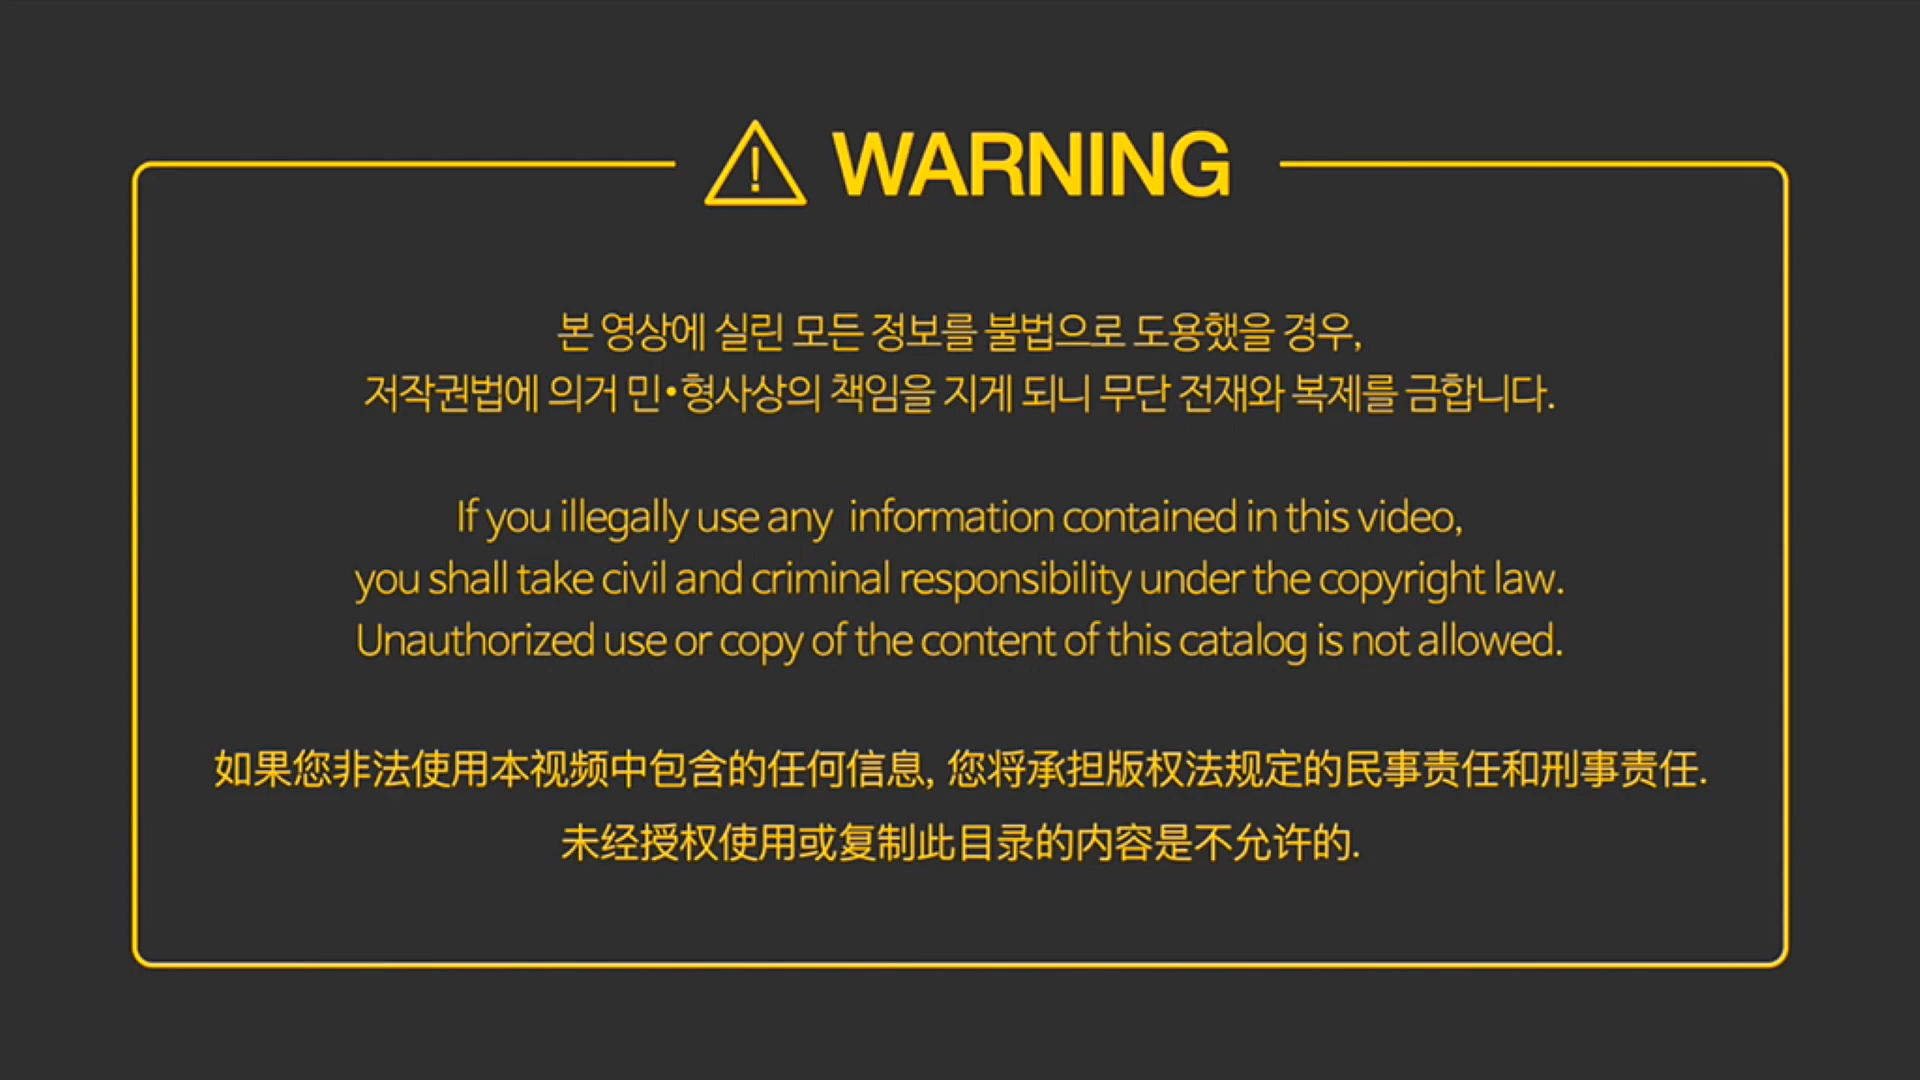 WARNING
본 영상에 실린 모든 정보를 불법으로 도용했을 경우,
저작권법에 의거 민•형사상의 책임을 지게 되니 무단 전재와 복제를 금합니다.
If you illegally use any information contained in this video,
you shall take civil and criminal responsibility under the copyright law.
Unauthorized use or copy of the content of this catalog is not allowed.
如果您非法使用本视频中包含的任何信息, 您将承担版权法规定的民事责任和刑事责任.
未经授权使用或复制此目录的内容是不允许的.